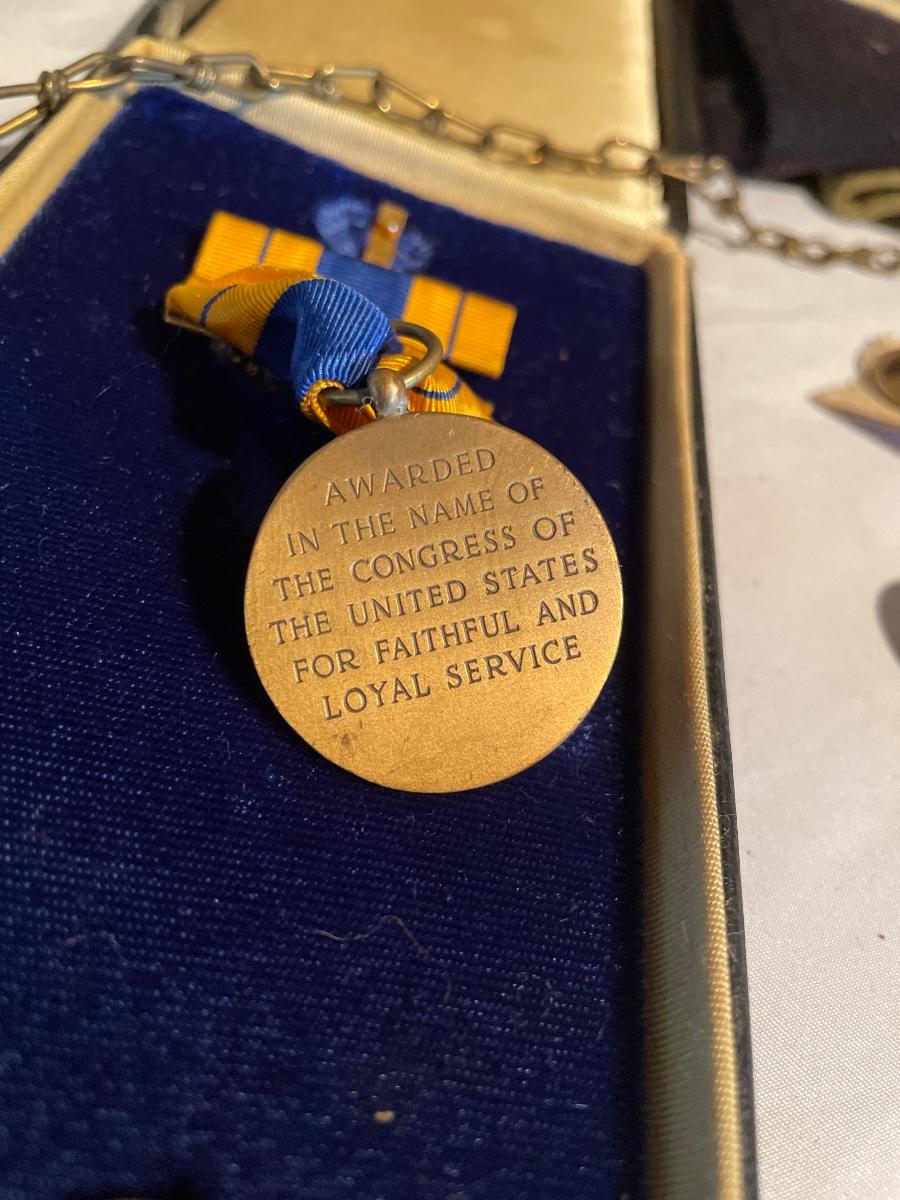 AWARDED
IN THE NAME OF
THE CONGRESS OF
THE UNITED STATES
FOR FAITHFUL AND
LOYAL SERVICE